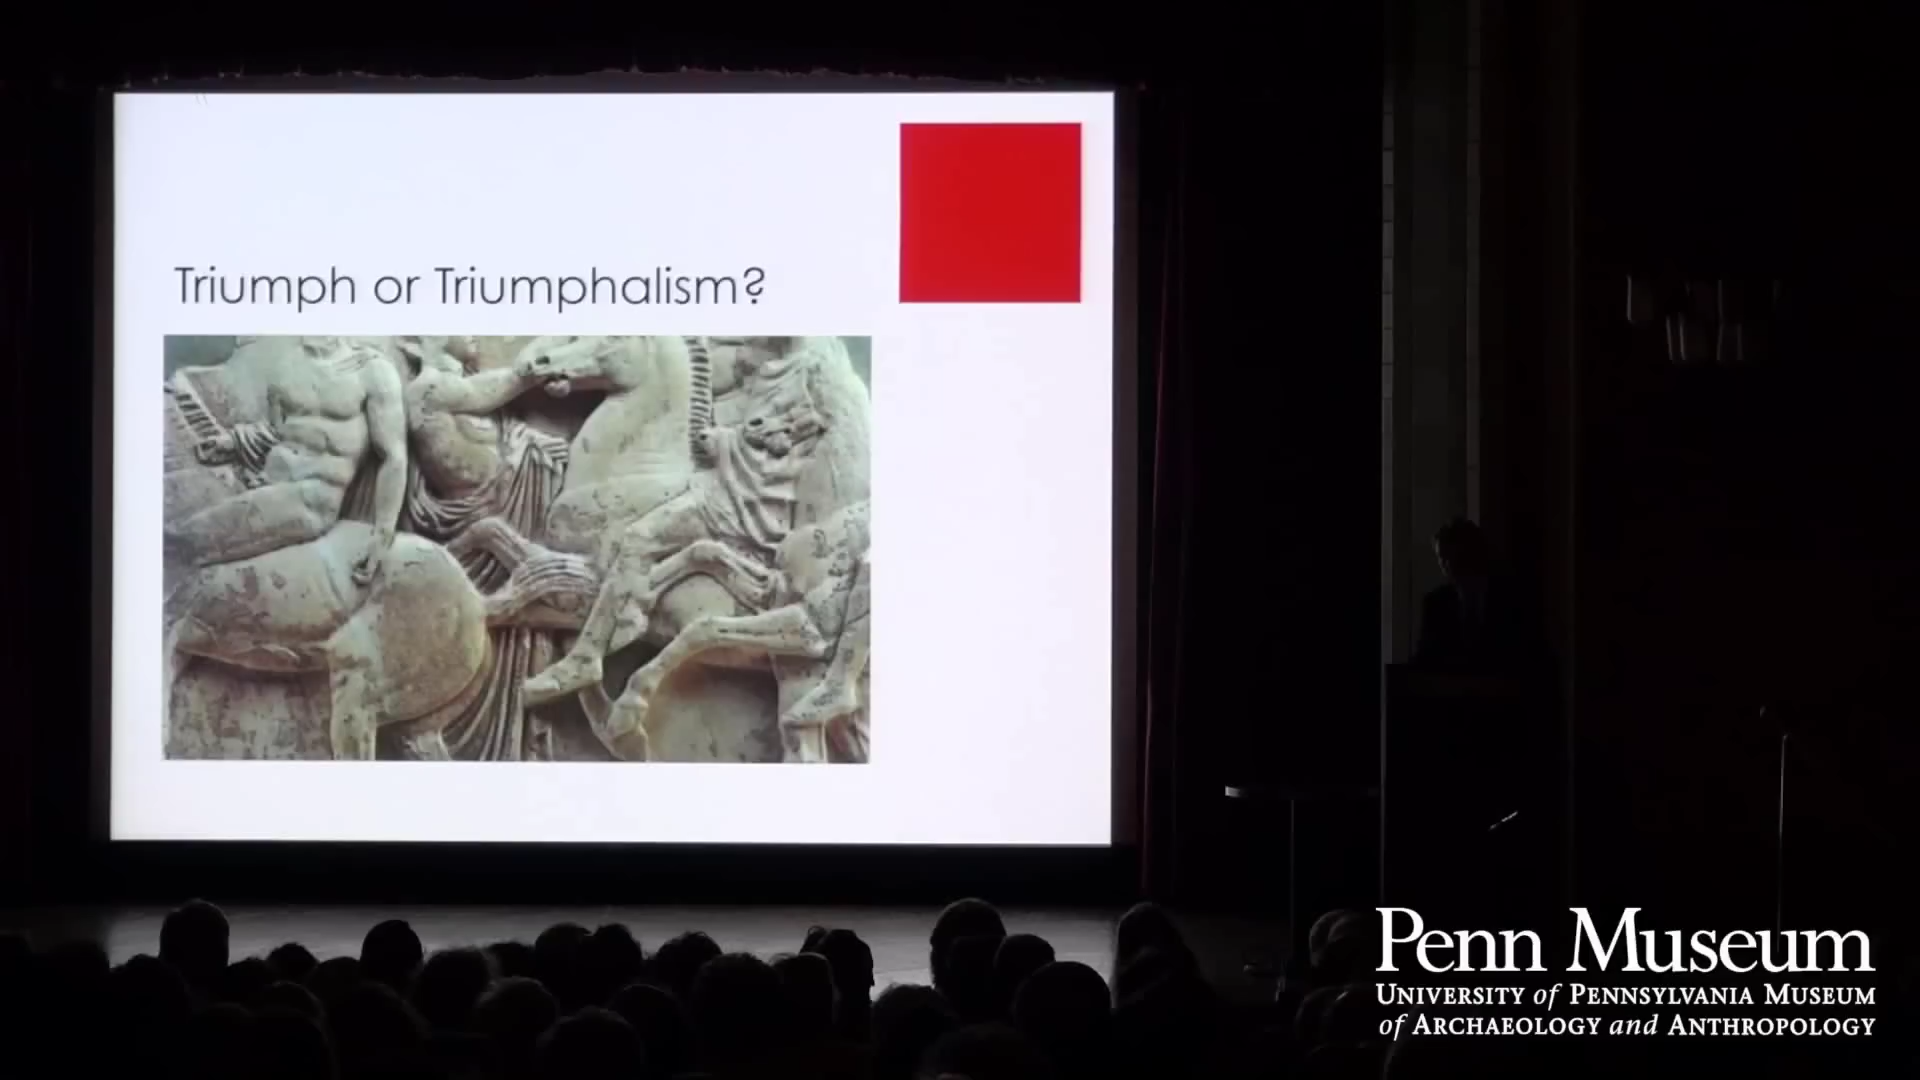 Triumph or Triumphalism?
Penn Museum
UNIVERSITY of PENNSYLVANIA MUSEUM
of ARCHAEOLOGY and ANTHROPOLOGY